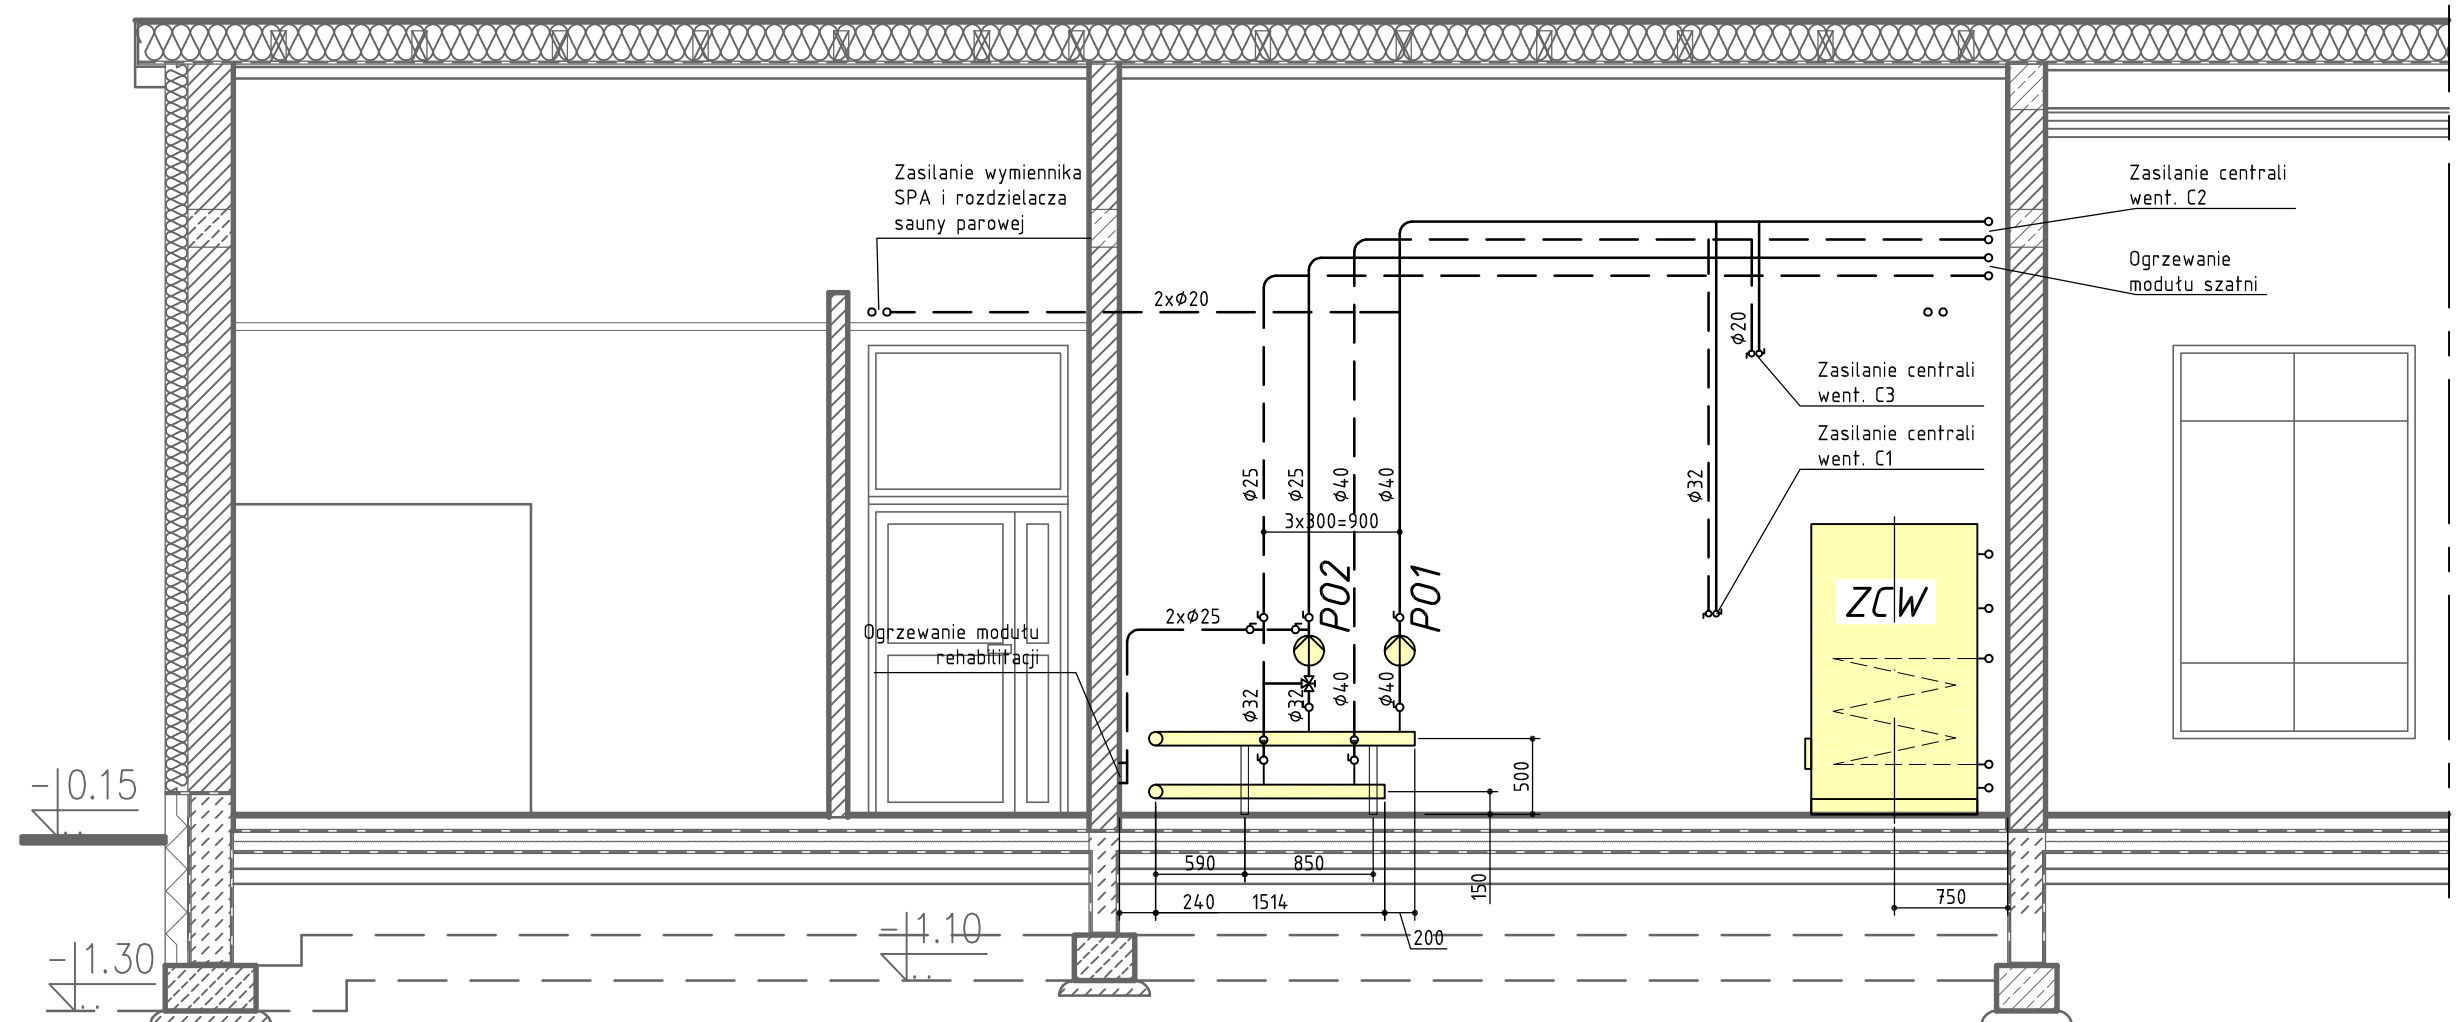 Zasilanie wymiennika
SPA i rozdzielacza
sauny parowej
Zasilanie centrali
went. C2
Ogrzewanie
modułu szatni
2xϕ20
ϕ20
Zasilanie centrali
went. C3
Zasilanie centrali
went. C1
ϕ25
ϕ25
ϕ40
ϕ40
ϕ32
3x300=900
P02
P01
ZCW
2xϕ25
Ogrzewanie modułu
rehabilitacji
ϕ32
ϕ32
ϕ40
ϕ40
500
-0.15
590
850
150
240
1514
200
750
-1.10
-1.30